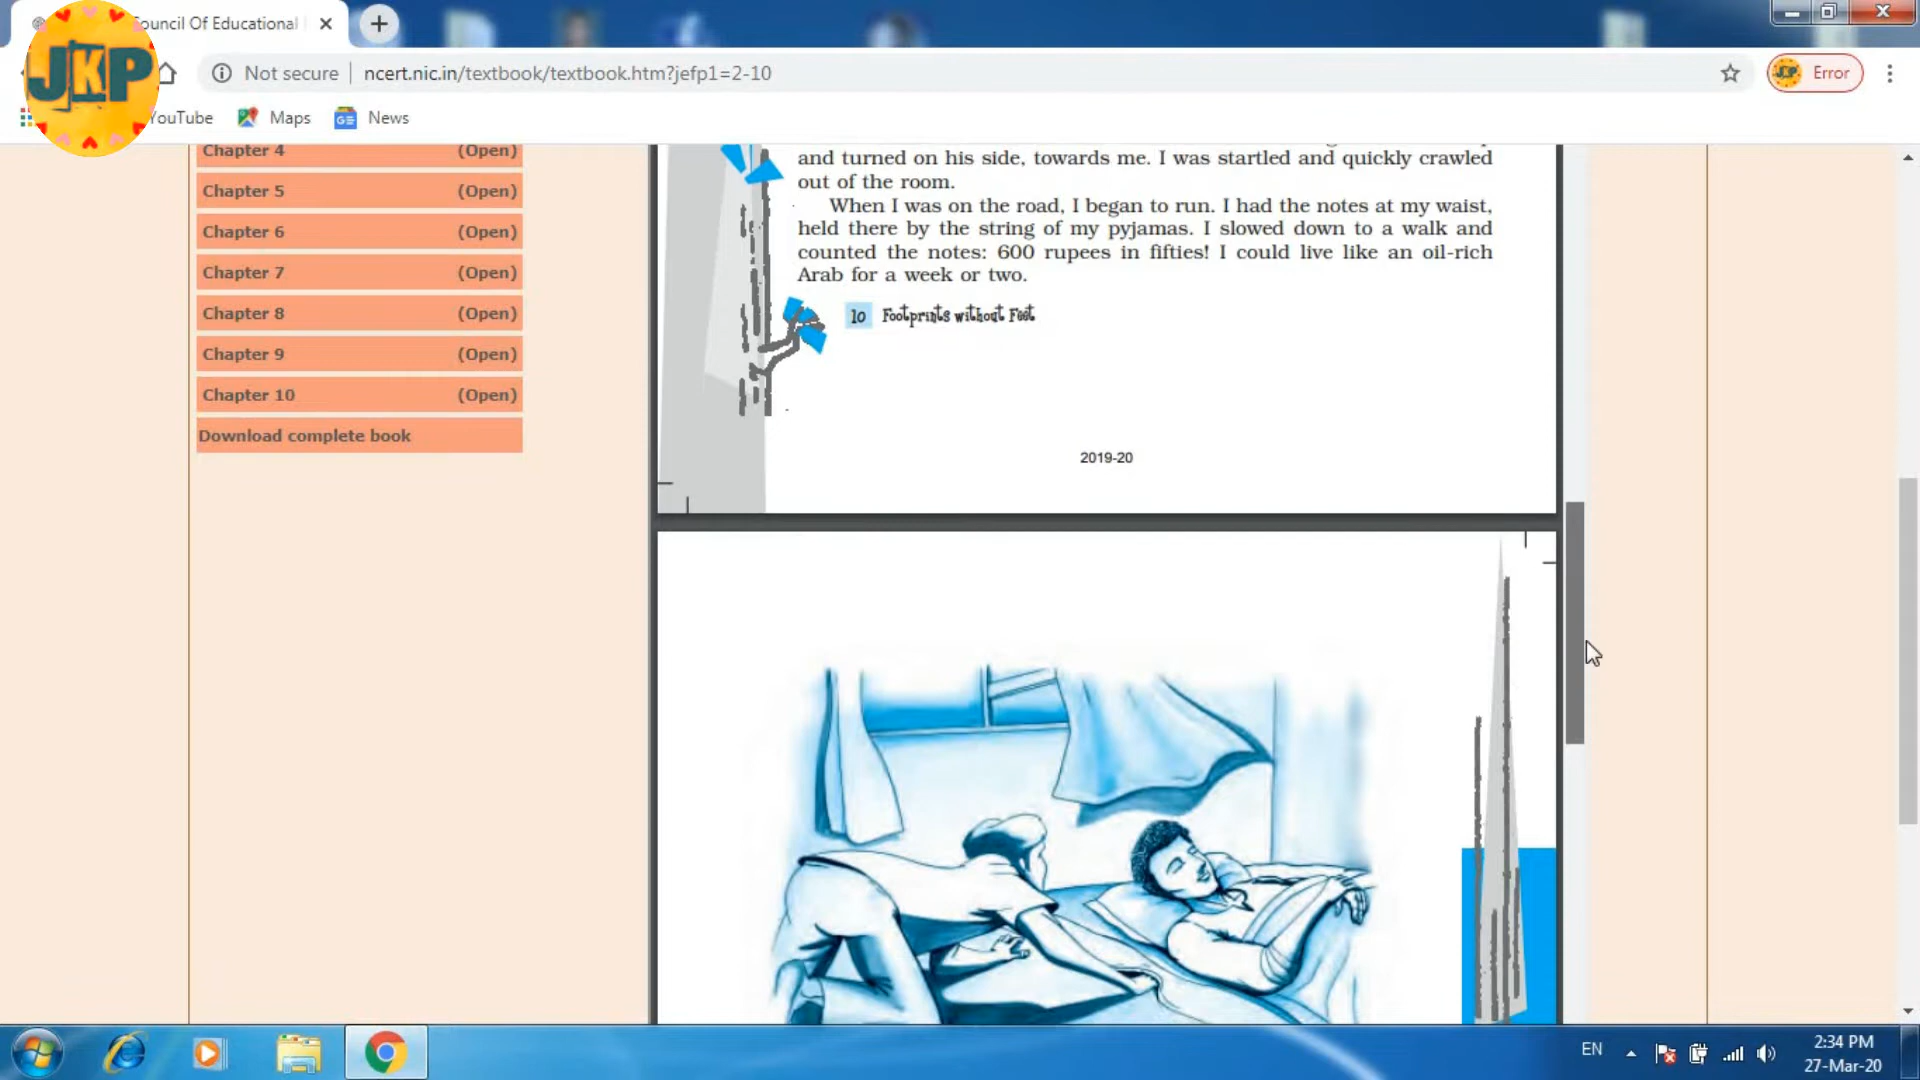 ouncil Of Educational
JKP
Not secure
ncert.nic.in/textbook/textbook.htm?jefp1=2-10
Error
YouTube
Maps
News
Chapter 4 (Open)
Chapter 5 (Open)
Chapter 6 (Open)
Chapter 7 (Open)
Chapter 8 (Open)
Chapter 9 (Open)
Chapter 10 (Open)
Download complete book
and turned on his side, towards me. I was startled and quickly crawled
out of the room.
When I was on the road, I began to run. I had the notes at my waist,
held there by the string of my pyjamas. I slowed down to a walk and
counted the notes: 600 rupees in fifties! I could live like an oil-rich
Arab for a week or two.
10 Footprints without Feet
2019-20
EN
2:34 PM
27-Mar-20